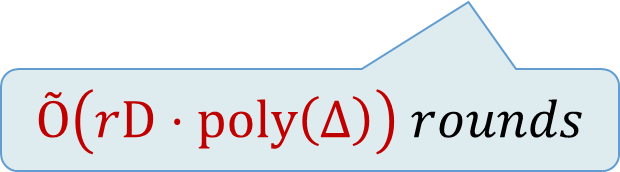 Õ(rD · poly(Δ)) rounds